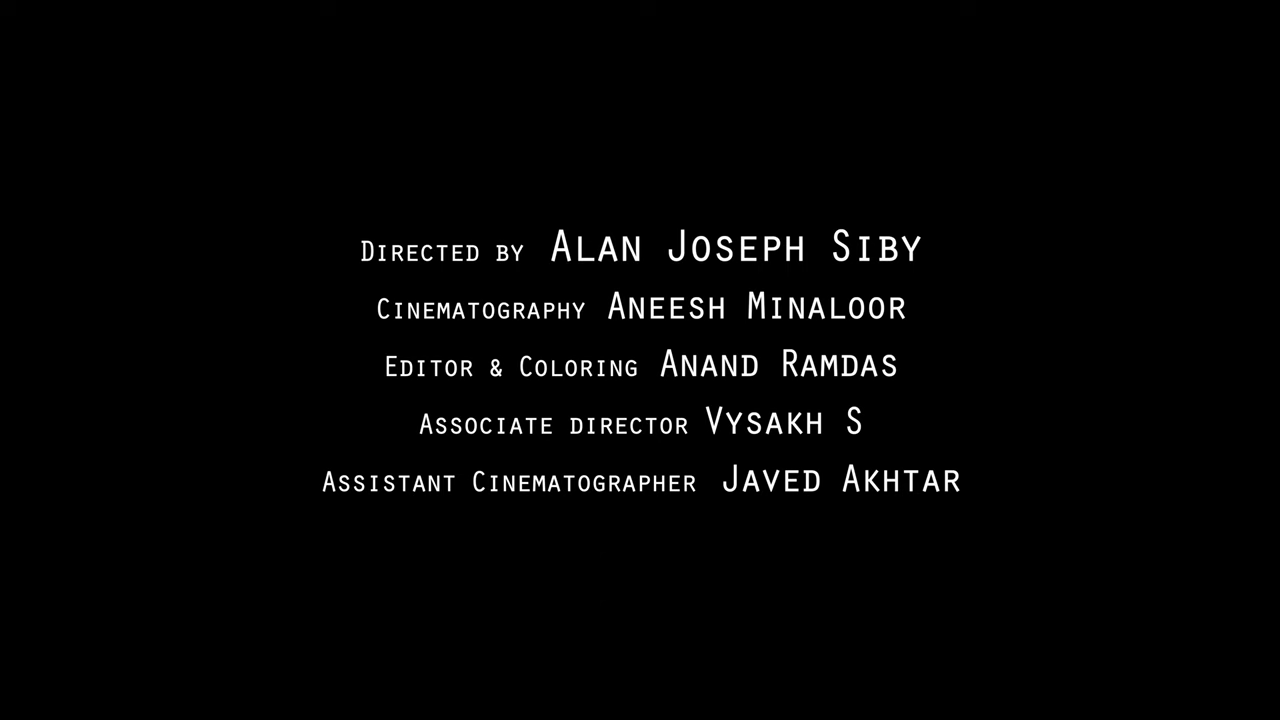 Directed by Alan Joseph Siby
Cinematography Aneesh Minaloor
Editor & Coloring Anand Ramdas
Associate director Vysakh S
Assistant Cinematographer Javed Akhtar